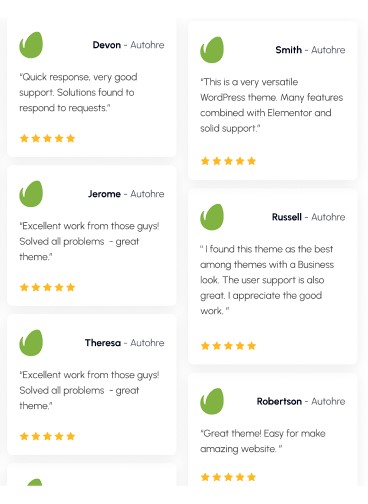 Devon - Autohre
“Quick response, very good
support. Solutions found to
respond to requests.”
Jerome - Autohre
“Excellent work from those guys!
Solved all problems - great
theme.”
Theresa - Autohre
“Excellent work from those guys!
Solved all problems - great
theme.”
Smith - Autohre
“This is a very versatile
WordPress theme. Many features
combined with Elementor and
solid support.”
Russell - Autohre
“ I found this theme as the best
among themes with a Business
look. The user support is also
great. I appreciate the good
work. ”
Robertson - Autohre
“Great theme! Easy for make
amazing website. ”